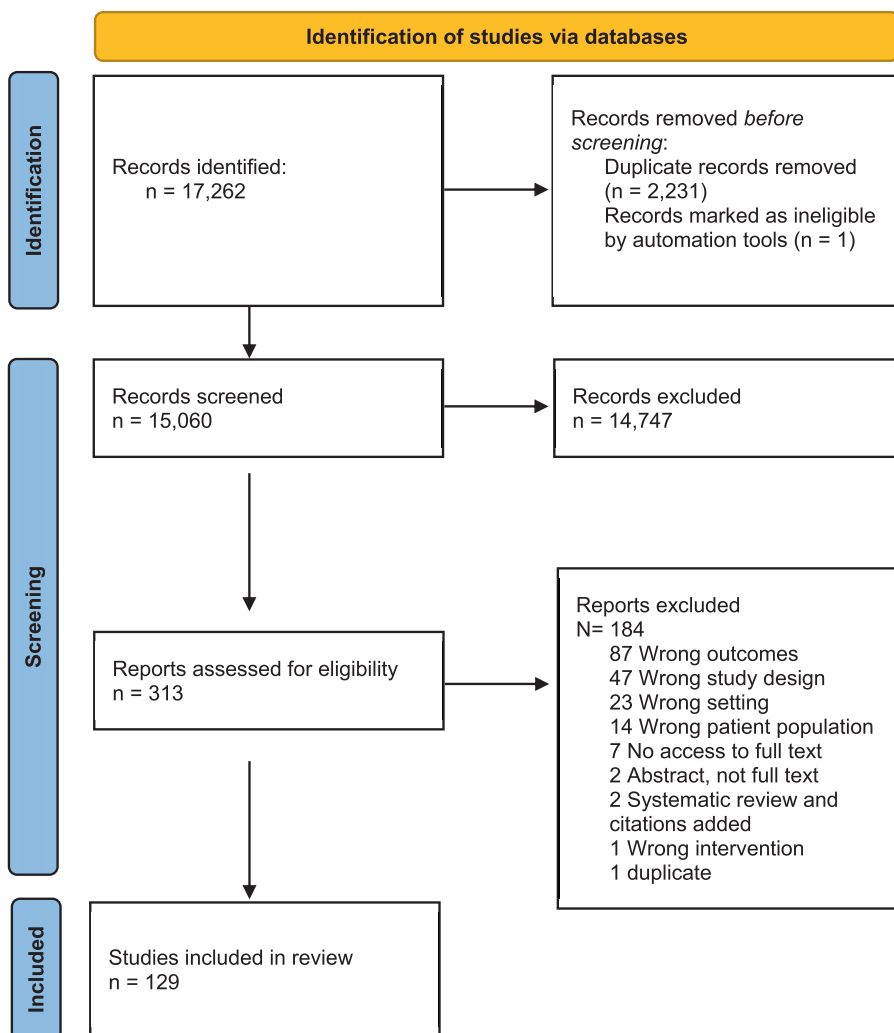 Identification of studies via databases
Identification
Records identified:
n = 17,262
Records removed before
screening:
Duplicate records removed
(n = 2,231)
Records marked as ineligible
by automation tools (n = 1)
Screening
Records screened
n = 15,060
Records excluded
n = 14,747
Reports assessed for eligibility
n = 313
Reports excluded
N= 184
87 Wrong outcomes
47 Wrong study design
23 Wrong setting
14 Wrong patient population
7 No access to full text
2 Abstract, not full text
2 Systematic review and
citations added
1 Wrong intervention
1 duplicate
Included
Studies included in review
n = 129